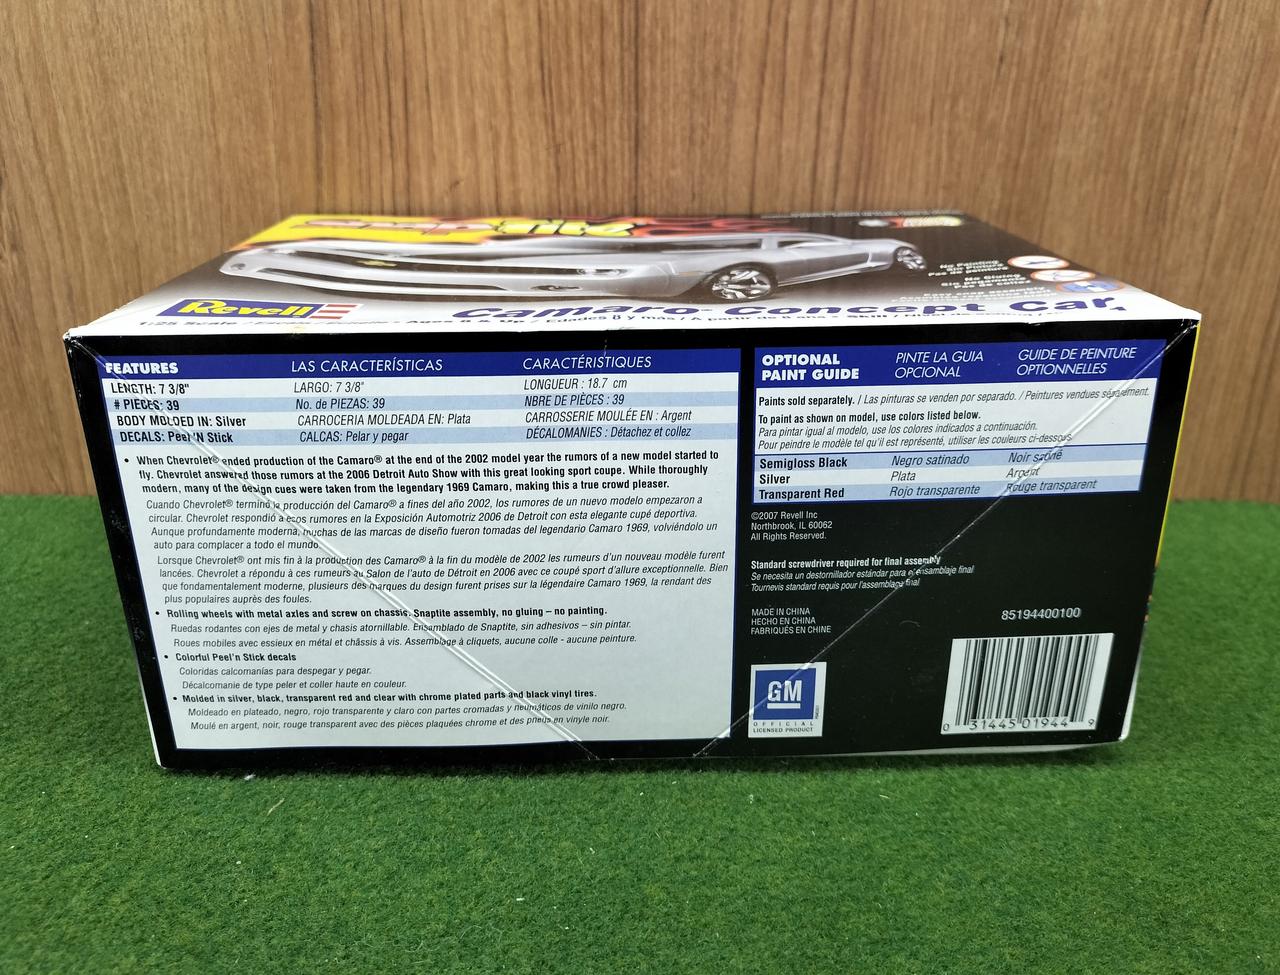 SnapTite
No Painting
Sin Pintura
Pas de peinture
No Gluing
Sin pegamento
Pas de collez
Revell
Camaro Concept Car
1:25 Scale
FEATURES LAS CARACTERÍSTICAS CARACTÉRISTIQUES
LENGTH: 7 3/8" LARGO: 7 3/8" LONGUEUR : 18.7 cm
# PIECES: 39 No. de PIEZAS: 39 NBRE DE PIÈCES : 39
BODY MOLDED IN: Silver CARROCERIA MOLDEADA EN: Plata CARROSSERIE MOULÉE EN : Argent
DECALS: Peel'N Stick CALCAS: Pelar y pegar DÉCALOMANIES : Détachez et collez
• When Chevrolet® ended production of the Camaro® at the end of the 2002 model year the rumors of a new model started to
fly. Chevrolet answered those rumors at the 2006 Detroit Auto Show with this great looking sport coupe. While thoroughly
modern, many of the design cues were taken from the legendary 1969 Camaro, making this a true crowd pleaser.
Cuando Chevrolet® terminó la producción del Camaro® a fines del año 2002, los rumores de un nuevo modelo empezaron a
circular. Chevrolet respondió a esos rumores en la Exposición Automotriz 2006 de Detroit con esta elegante cupé deportiva.
Aunque profundamente moderna, muchas de las marcas de diseño fueron tomadas del legendario Camaro 1969, volviéndolo un
auto para complacer a todo el mundo
Lorsque Chevrolet® ont mis fin à la production des Camaro® à la fin du modèle de 2002 les rumeurs d'un nouveau modèle furent
lancées. Chevrolet a répondu à ces rumeurs au Salon de l'auto de Detroit en 2006 avec ce coupé sport d'allure exceptionnelle. Bien
que fondamentalement moderne, plusieurs des marques du design furent prises sur la légendaire Camaro 1969, la rendant des
plus populaires auprès des foules.
• Rolling wheels with metal axles and screw on chassis. Snaptite assembly, no gluing – no painting.
Ruedas rodantes con ejes de metal y chasis atornillable. Ensamblado de Snaptite, sin adhesivos – sin pintar.
Roues mobiles avec essieux en métal et châssis à vis. Assemblage à cliquets, aucune colle - aucune peinture.
• Colorful Peel'n Stick decals
Coloridas calcomanías para despegar y pegar.
Décalcomanie de type peler et coller haute en couleur.
• Molded in silver, black, transparent red and clear with chrome plated parts and black vinyl tires.
Moldeado en plateado, negro, rojo transparente y claro con partes cromadas y neumáticos de vinilo negro.
Moulé en argent, noir, rouge transparent avec des pièces plaquées chrome et des pneus en vinyle noir.
OPTIONAL PAINT GUIDE PINTE LA GUIA OPCIONAL GUIDE DE PEINTURE OPTIONNELLES
Paints sold separately. / Las pinturas se venden por separado. / Peintures vendues séparément.
To paint as shown on model, use colors listed below.
Para pintar igual al modelo, use los colores indicados a continuación.
Pour peindre le modèle tel qu'il est représenté, utiliser les couleurs ci-dessous
Semigloss Black Negro satinado Noir satiné
Silver Plata Argent
Transparent Red Rojo transparente Rouge transparent
©2007 Revell Inc
Northbrook, IL 60062
All Rights Reserved.
Standard screwdriver required for final assembly
Se necesita un destornillador estándar para el ensamblaje final
Tournevis standard requis pour l'assemblage final
MADE IN CHINA
HECHO EN CHINA
FABRIQUÉS EN CHINE
85194400100
GM
OFFICIAL
LICENSED PRODUCT
0 31445 01944 9